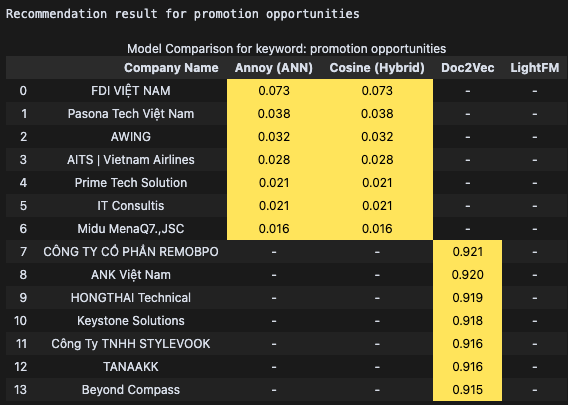 Recommendation result for promotion opportunities
Model Comparison for keyword: promotion opportunities
Company Name Annoy (ANN) Cosine (Hybrid) Doc2Vec LightFM
0 FDI VIỆT NAM 0.073 0.073 - -
1 Pasona Tech Việt Nam 0.038 0.038 - -
2 AWING 0.032 0.032 - -
3 AITS | Vietnam Airlines 0.028 0.028 - -
4 Prime Tech Solution 0.021 0.021 - -
5 IT Consultis 0.021 0.021 - -
6 Midu MenaQ7.,JSC 0.016 0.016 - -
7 CÔNG TY CỔ PHẦN REMOBPO - - 0.921 -
8 ANK Việt Nam - - 0.920 -
9 HONGTHAI Technical - - 0.919 -
10 Keystone Solutions - - 0.918 -
11 Công Ty TNHH STYLEVOOK - - 0.916 -
12 TANAAKK - - 0.916 -
13 Beyond Compass - - 0.915 -